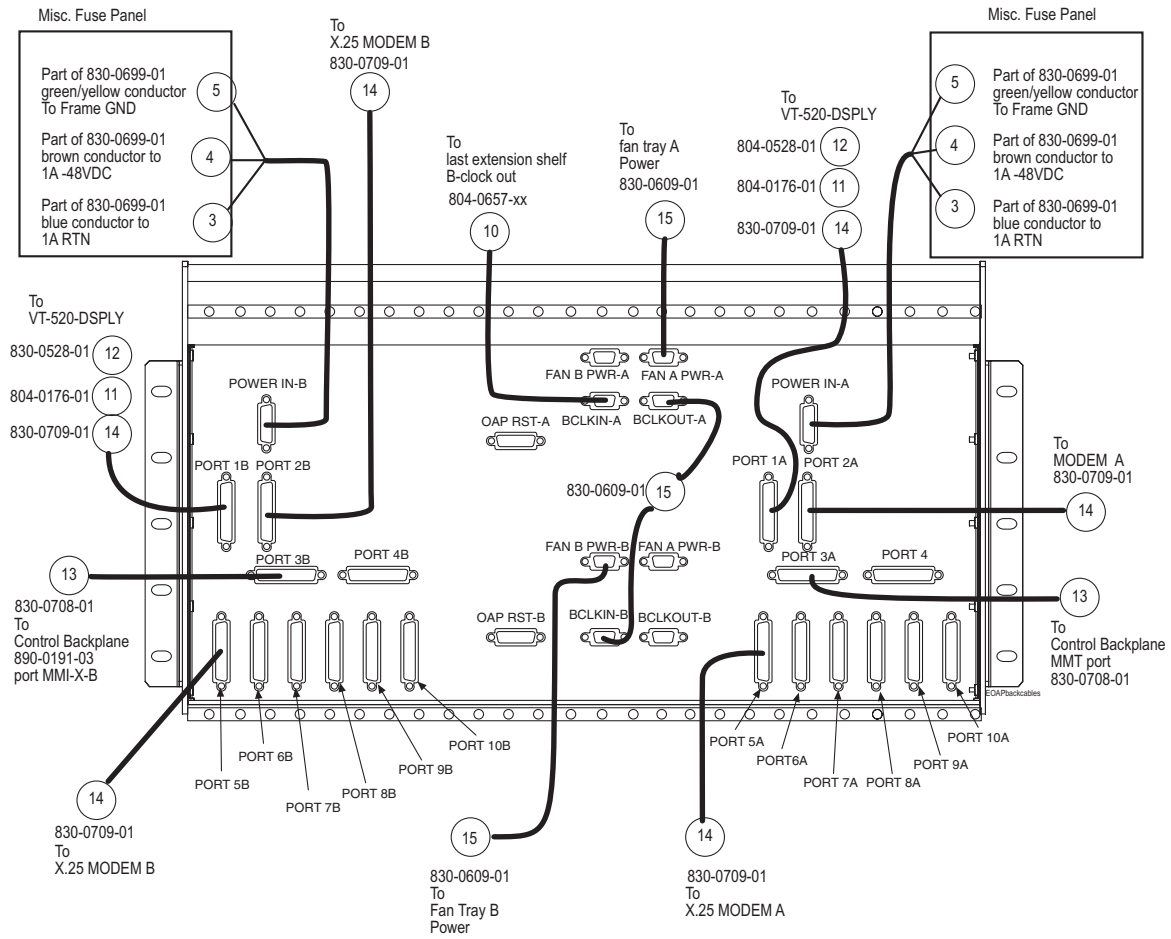 Misc. Fuse Panel
Part of 830-0699-01
green/yellow conductor
To Frame GND
5
Part of 830-0699-01
brown conductor to
1A -48VDC
4
Part of 830-0699-01
blue conductor to
1A RTN
3
To
X.25 MODEM B
830-0709-01
14
To
last extension shelf
B-clock out
804-0657-xx
10
To
fan tray A
Power
830-0609-01
15
To
VT-520-DSPLY
804-0528-01
12
804-0176-01
11
830-0709-01
14
Misc. Fuse Panel
5
Part of 830-0699-01
green/yellow conductor
To Frame GND
4
Part of 830-0699-01
brown conductor to
1A -48VDC
3
Part of 830-0699-01
blue conductor to
1A RTN
To
VT-520-DSPLY
830-0528-01
12
804-0176-01
11
830-0709-01
14
POWER IN-B
FAN B PWR-A
FAN A PWR-A
POWER IN-A
OAP RST-A
BCLKIN-A
BCLKOUT-A
PORT 1B
PORT 2B
PORT 1A
PORT 2A
To
MODEM A
830-0709-01
14
830-0609-01
15
FAN B PWR-B
FAN A PWR-B
PORT 3B
PORT 4B
PORT 3A
PORT 4
13
830-0708-01
To
Control Backplane
890-0191-03
port MMI-X-B
13
To
Control Backplane
MMT port
830-0708-01
OAP RST-B
BCLKIN-B
BCLKOUT-B
EOAPbackcables
PORT 5B
PORT 6B
PORT 7B
PORT 8B
PORT 9B
PORT 10B
PORT 5A
PORT6A
PORT 7A
PORT 8A
PORT 9A
PORT 10A
14
830-0709-01
To
X.25 MODEM B
15
830-0609-01
To
Fan Tray B
Power
14
830-0709-01
To
X.25 MODEM A